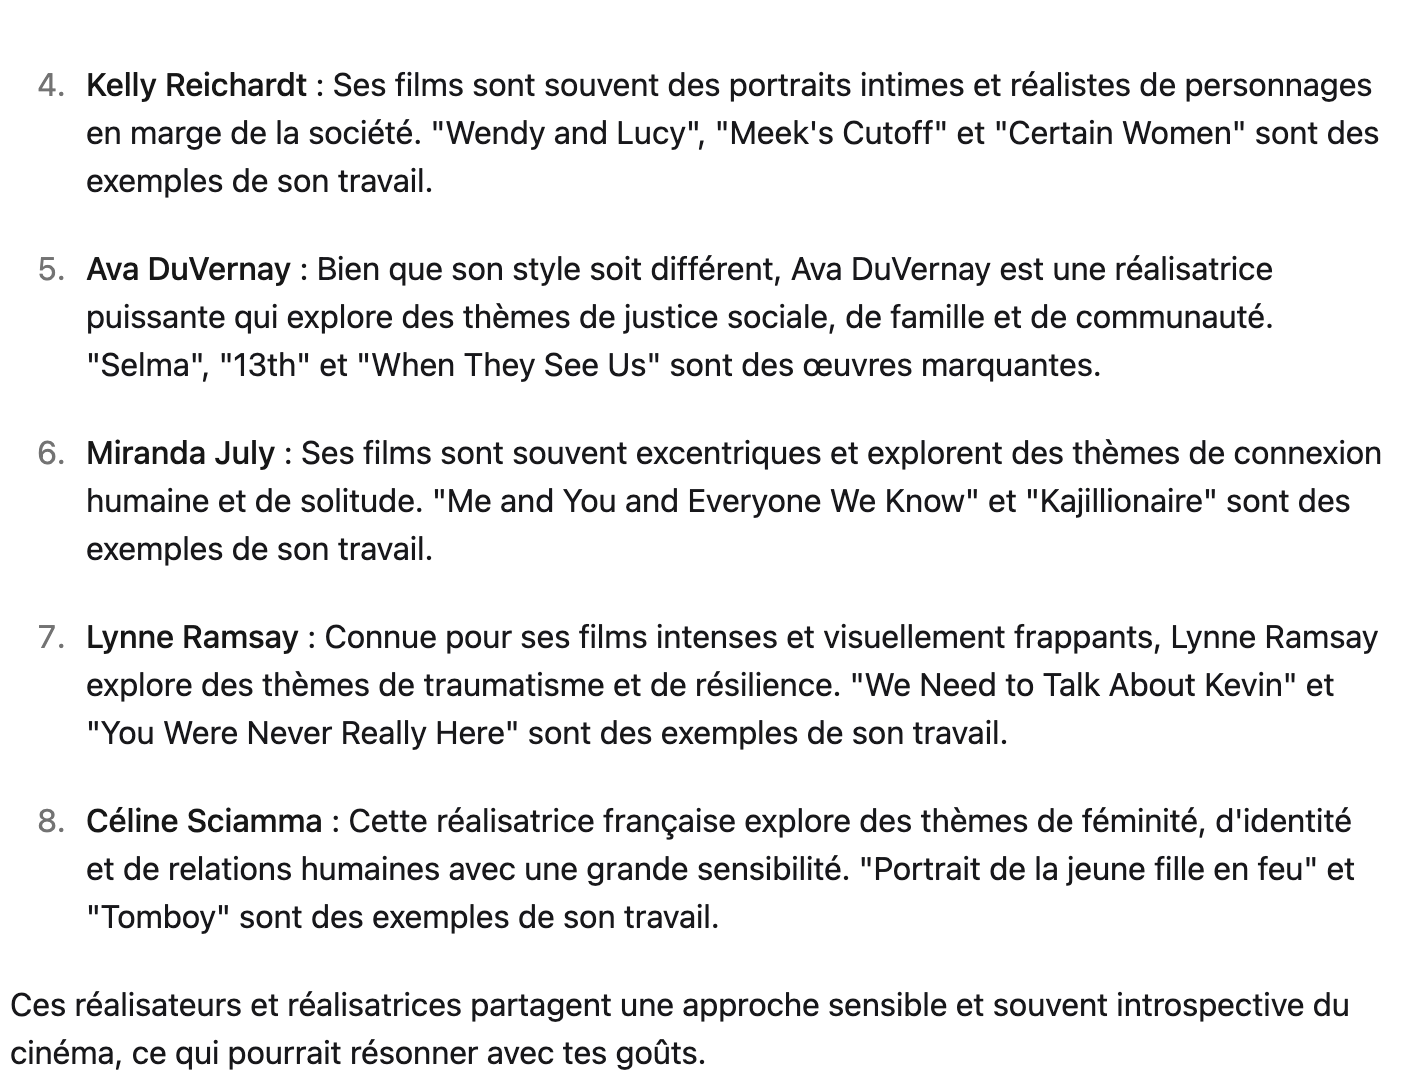 4. Kelly Reichardt : Ses films sont souvent des portraits intimes et réalistes de personnages
en marge de la société. "Wendy and Lucy", "Meek's Cutoff" et "Certain Women" sont des
exemples de son travail.
5. Ava DuVernay : Bien que son style soit différent, Ava DuVernay est une réalisatrice
puissante qui explore des thèmes de justice sociale, de famille et de communauté.
"Selma", "13th" et "When They See Us" sont des œuvres marquantes.
6. Miranda July : Ses films sont souvent excentriques et explorent des thèmes de connexion
humaine et de solitude. "Me and You and Everyone We Know" et "Kajillionaire" sont des
exemples de son travail.
7. Lynne Ramsay : Connue pour ses films intenses et visuellement frappants, Lynne Ramsay
explore des thèmes de traumatisme et de résilience. "We Need to Talk About Kevin" et
"You Were Never Really Here" sont des exemples de son travail.
8. Céline Sciamma : Cette réalisatrice française explore des thèmes de féminité, d'identité
et de relations humaines avec une grande sensibilité. "Portrait de la jeune fille en feu" et
"Tomboy" sont des exemples de son travail.
Ces réalisateurs et réalisatrices partagent une approche sensible et souvent introspective du
cinéma, ce qui pourrait résonner avec tes goûts.